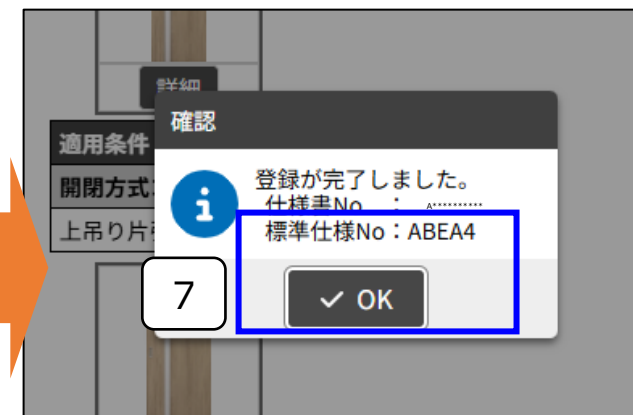 詳細
確認
適用条件
開閉方式:
登録が完了しました。
仕様書No : A**********
上吊り片
標準仕様No：ABEA4
7
✓ OK